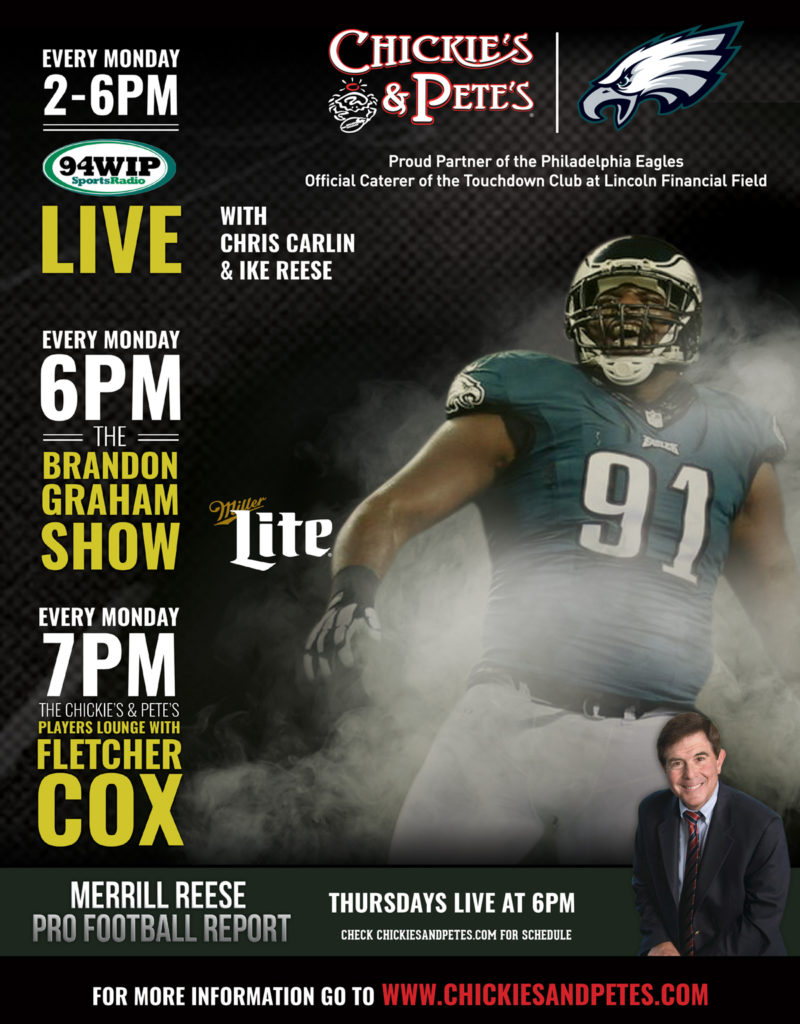 EVERY MONDAY
2-6PM
94WIP
SportsRadio
LIVE
WITH
CHRIS CARLIN
& IKE REESE
CHICKIE'S
& PETE'S
Proud Partner of the Philadelphia Eagles
Official Caterer of the Touchdown Club at Lincoln Financial Field
EVERY MONDAY
6PM
THE
BRANDON
GRAHAM
SHOW
Miller
Lite
EAGLES
91
EVERY MONDAY
7PM
THE CHICKIE'S & PETE'S
PLAYERS LOUNGE WITH
FLETCHER
COX
MERRILL REESE
PRO FOOTBALL REPORT
THURSDAYS LIVE AT 6PM
CHECK CHICKIESANDPETES.COM FOR SCHEDULE
FOR MORE INFORMATION GO TO WWW.CHICKIESANDPETES.COM